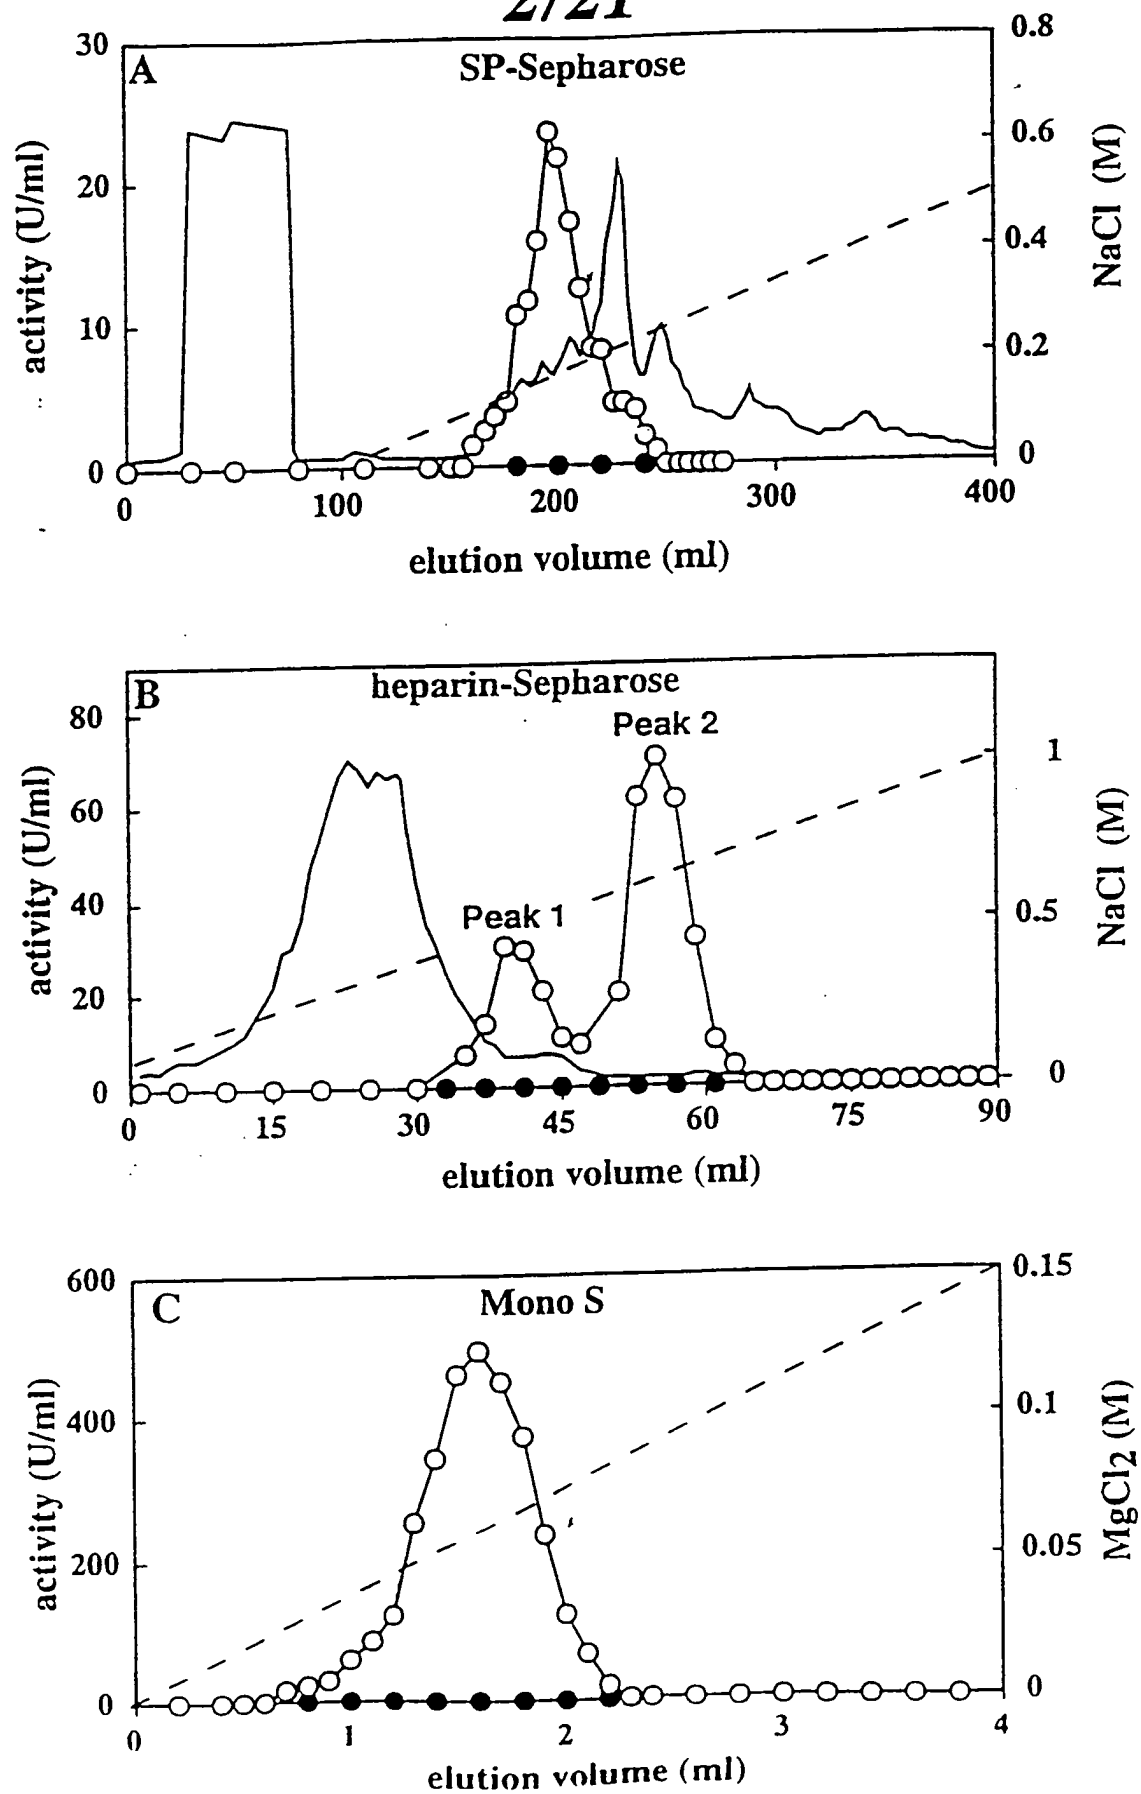 2/21
A
SP-Sepharose
30
20
10
0
activity (U/ml)
0.8
0.6
0.4
0.2
0
NaCl (M)
0
100
200
300
400
elution volume (ml)
B
heparin-Sepharose
Peak 1
Peak 2
80
60
40
20
0
activity (U/ml)
1
0.5
0
NaCl (M)
0
15
30
45
60
75
90
elution volume (ml)
C
Mono S
600
400
200
0
activity (U/ml)
0.15
0.1
0.05
0
MgCl2 (M)
0
1
2
3
4
elution volume (ml)